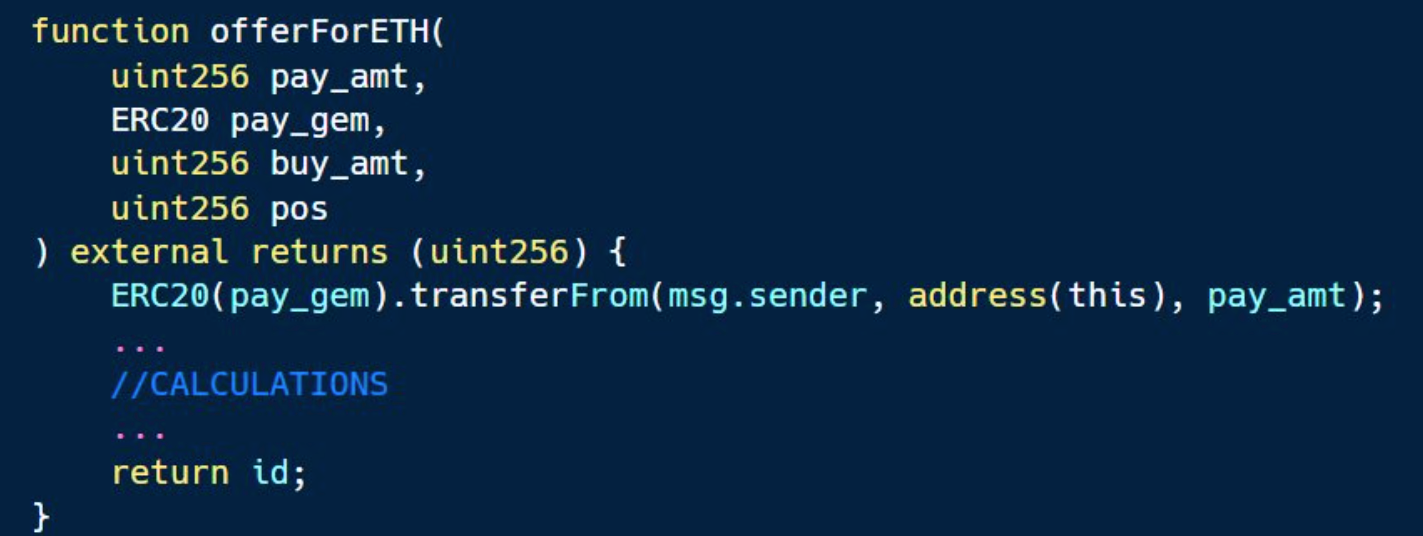 function offerForETH(
    uint256 pay_amt,
    ERC20 pay_gem,
    uint256 buy_amt,
    uint256 pos
) external returns (uint256) {
    ERC20(pay_gem).transferFrom(msg.sender, address(this), pay_amt);
    ...
    //CALCULATIONS
    ...
    return id;
}